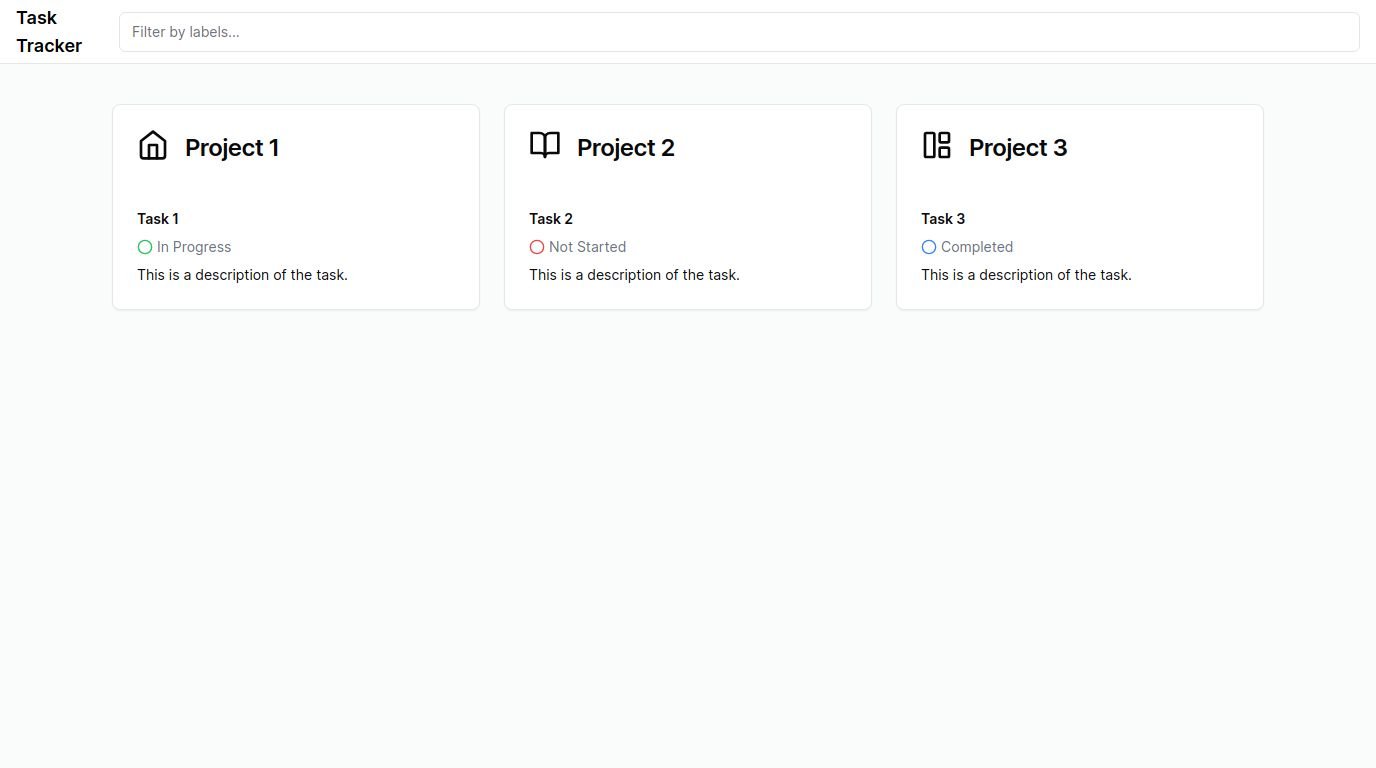 Task
Tracker
Filter by labels...
Project 1
Task 1
In Progress
This is a description of the task.
Project 2
Task 2
Not Started
This is a description of the task.
Project 3
Task 3
Completed
This is a description of the task.